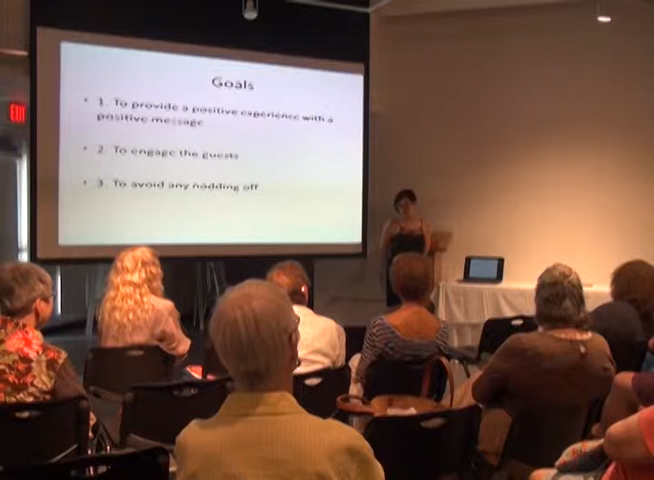 Goals
• 1. To provide a positive experience with a
positive message
• 2. To engage the guests
• 3. To avoid any nodding off
EXIT